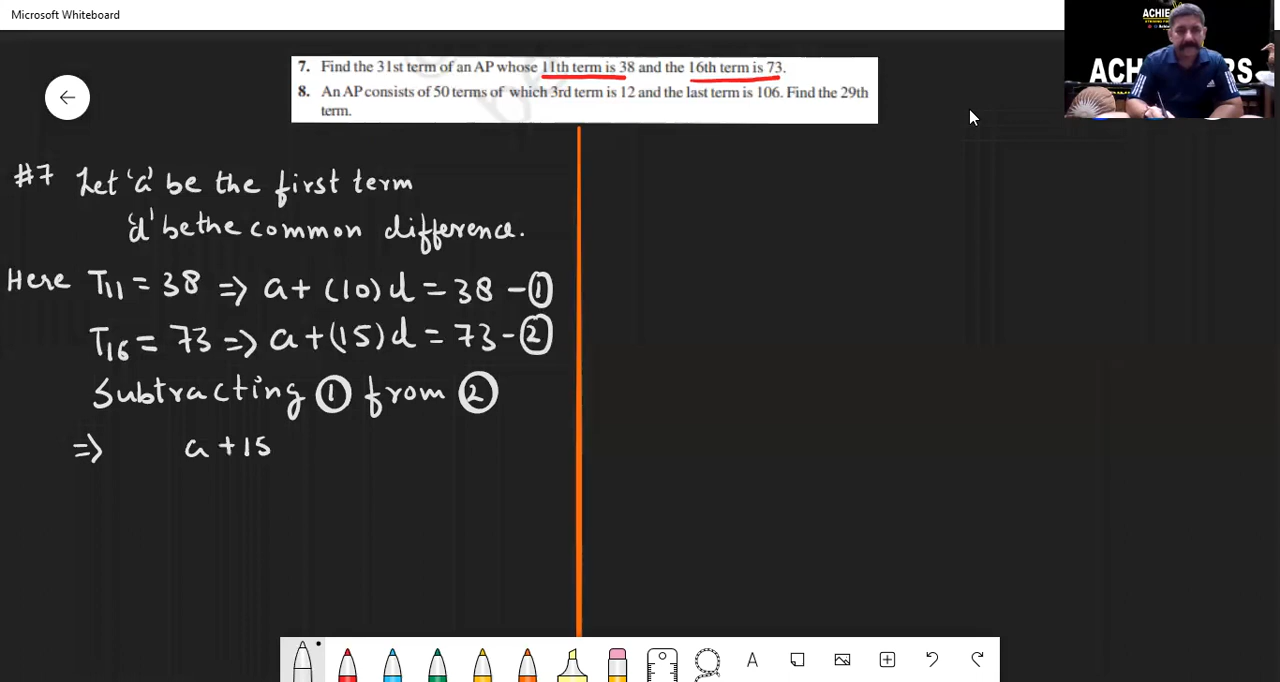 Microsoft Whiteboard
7. Find the 31st term of an AP whose 11th term is 38 and the 16th term is 73.
8. An AP consists of 50 terms of which 3rd term is 12 and the last term is 106. Find the 29th
term.
#7 Let 'a' be the first term
'd' be the common difference.
Here T₁₁ = 38 => a + (10)d = 38 - ①
T₁₆ = 73 => a + (15)d = 73 - ②
Subtracting ① from ②
=> a + 15
A